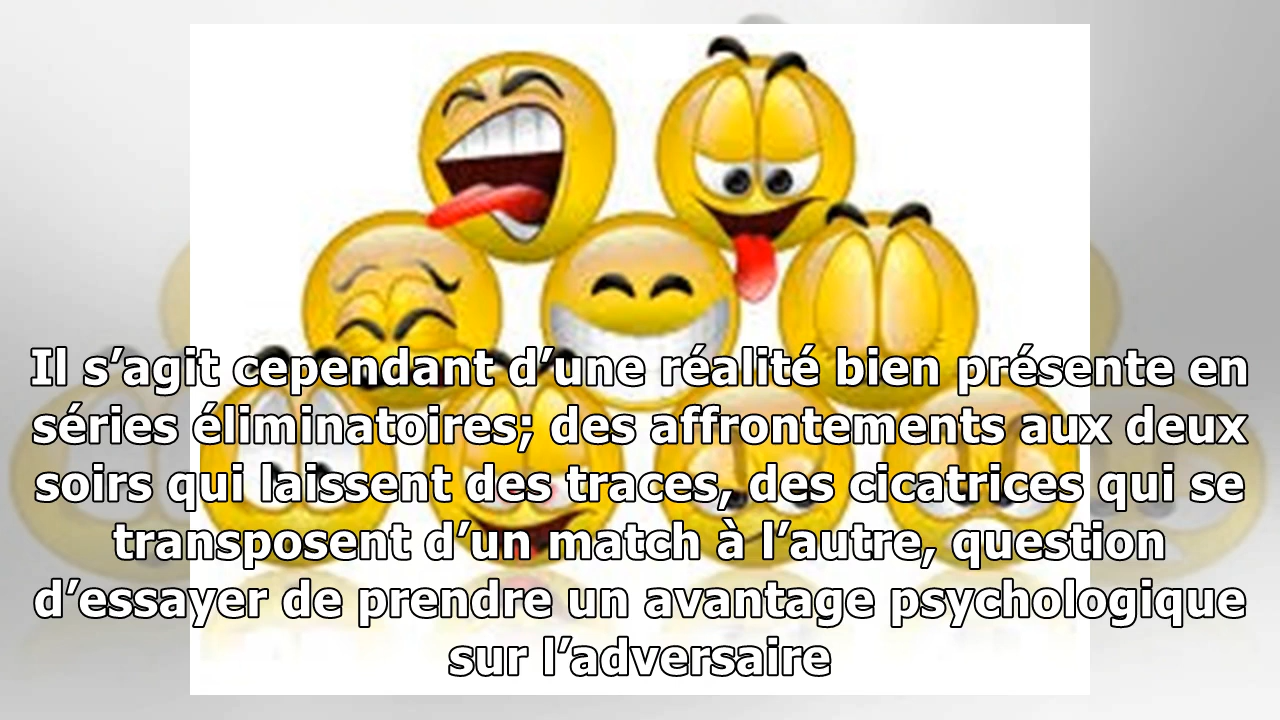 Il s’agit cependant d’une réalité bien présente en
séries éliminatoires; des affrontements aux deux
soirs qui laissent des traces, des cicatrices qui se
transposent d’un match à l’autre, question
d’essayer de prendre un avantage psychologique
sur l’adversaire